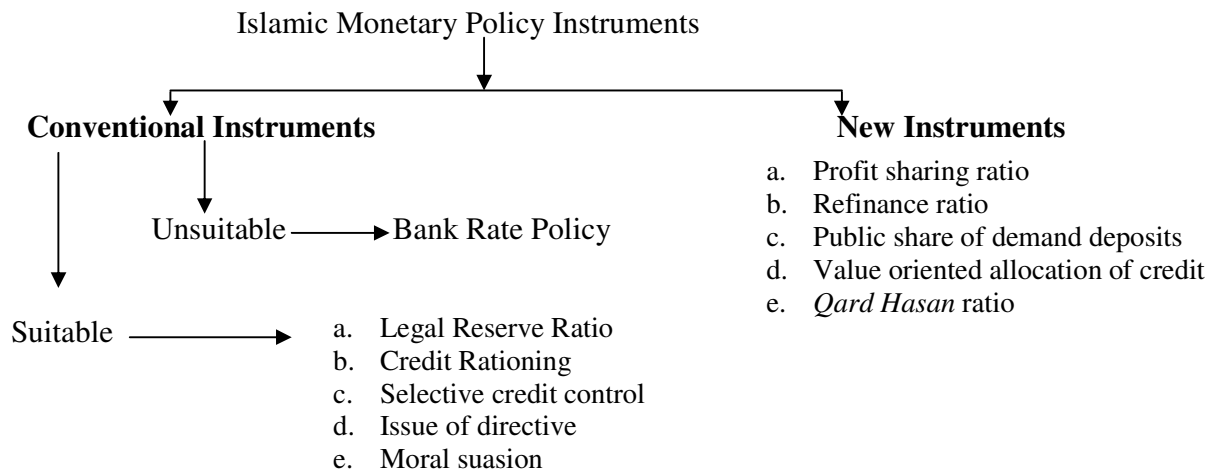 Islamic Monetary Policy Instruments
Conventional Instruments
Unsuitable
Bank Rate Policy
Suitable
a. Legal Reserve Ratio
b. Credit Rationing
c. Selective credit control
d. Issue of directive
e. Moral suasion
New Instruments
a. Profit sharing ratio
b. Refinance ratio
c. Public share of demand deposits
d. Value oriented allocation of credit
e. Qard Hasan ratio